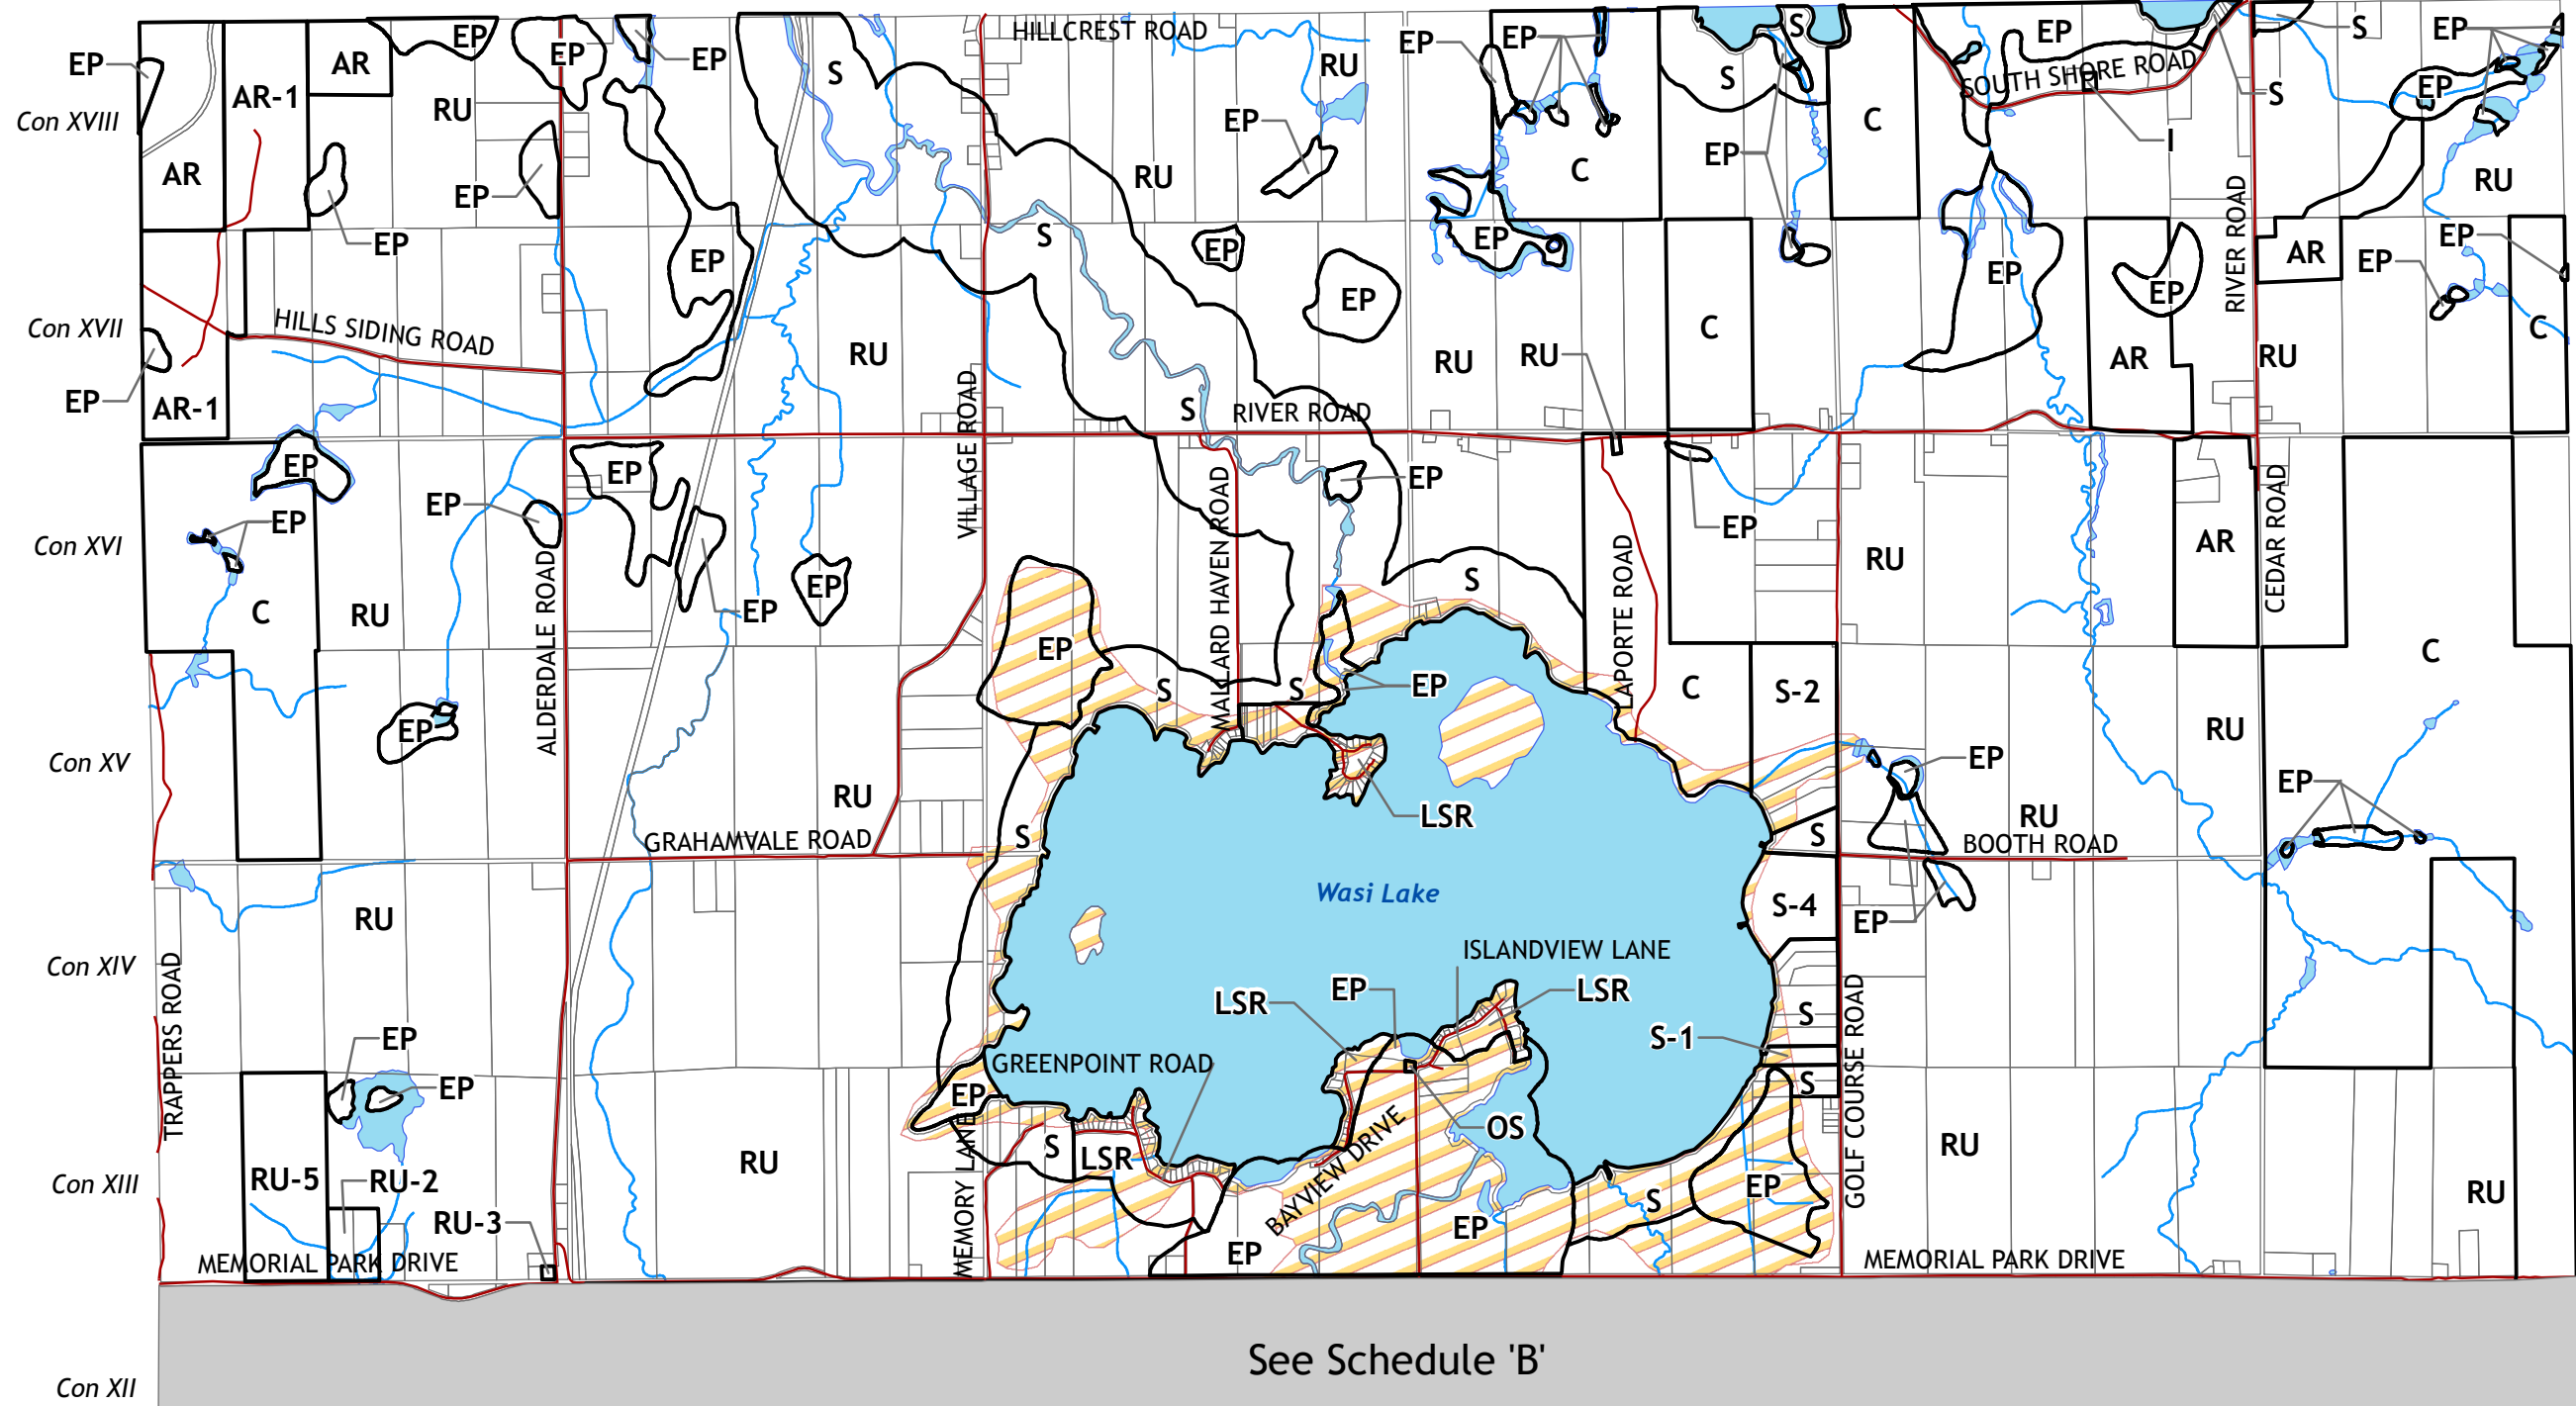 HILLCREST ROAD
EP
EP
EP
EP
EP
AR
AR-1
RU
S
RU
EP
EP
S
S
EP
S
EP
EP
SOUTH SHORE ROAD
S
Con XVIII
EP
C
C
I
EP
AR
EP
RU
EP
C
RU
RIVER ROAD
EP
S
EP
EP
EP
EP
EP
AR
EP
EP
EP
EP
Con XVII
HILLS SIDING ROAD
RU
RU
RU
C
AR
RU
C
EP
AR-1
VILLAGE ROAD
S
RIVER ROAD
EP
EP
EP
EP
EP
EP
CEDAR ROAD
Con XVI
ALDERDALE ROAD
MALLARD HAVEN ROAD
LAPORTE ROAD
RU
AR
C
RU
EP
EP
S
EP
C
S
S
EP
C
S-2
EP
RU
Con XV
RU
EP
EP
LSR
RU
GRAHAMVALE ROAD
S
S
BOOTH ROAD
Wasi Lake
RU
S-4
EP
Con XIV
TRAPPERS ROAD
ISLANDVIEW LANE
LSR
EP
LSR
S
S-1
GOLF COURSE ROAD
EP
GREENPOINT ROAD
EP
EP
S
OS
BAYVIEW DRIVE
MEMORY LANE
S
LSR
RU
RU
Con XIII
RU-5
RU-2
EP
S
RU
RU-3
EP
EP
MEMORIAL PARK DRIVE
MEMORIAL PARK DRIVE
See Schedule 'B'
Con XII